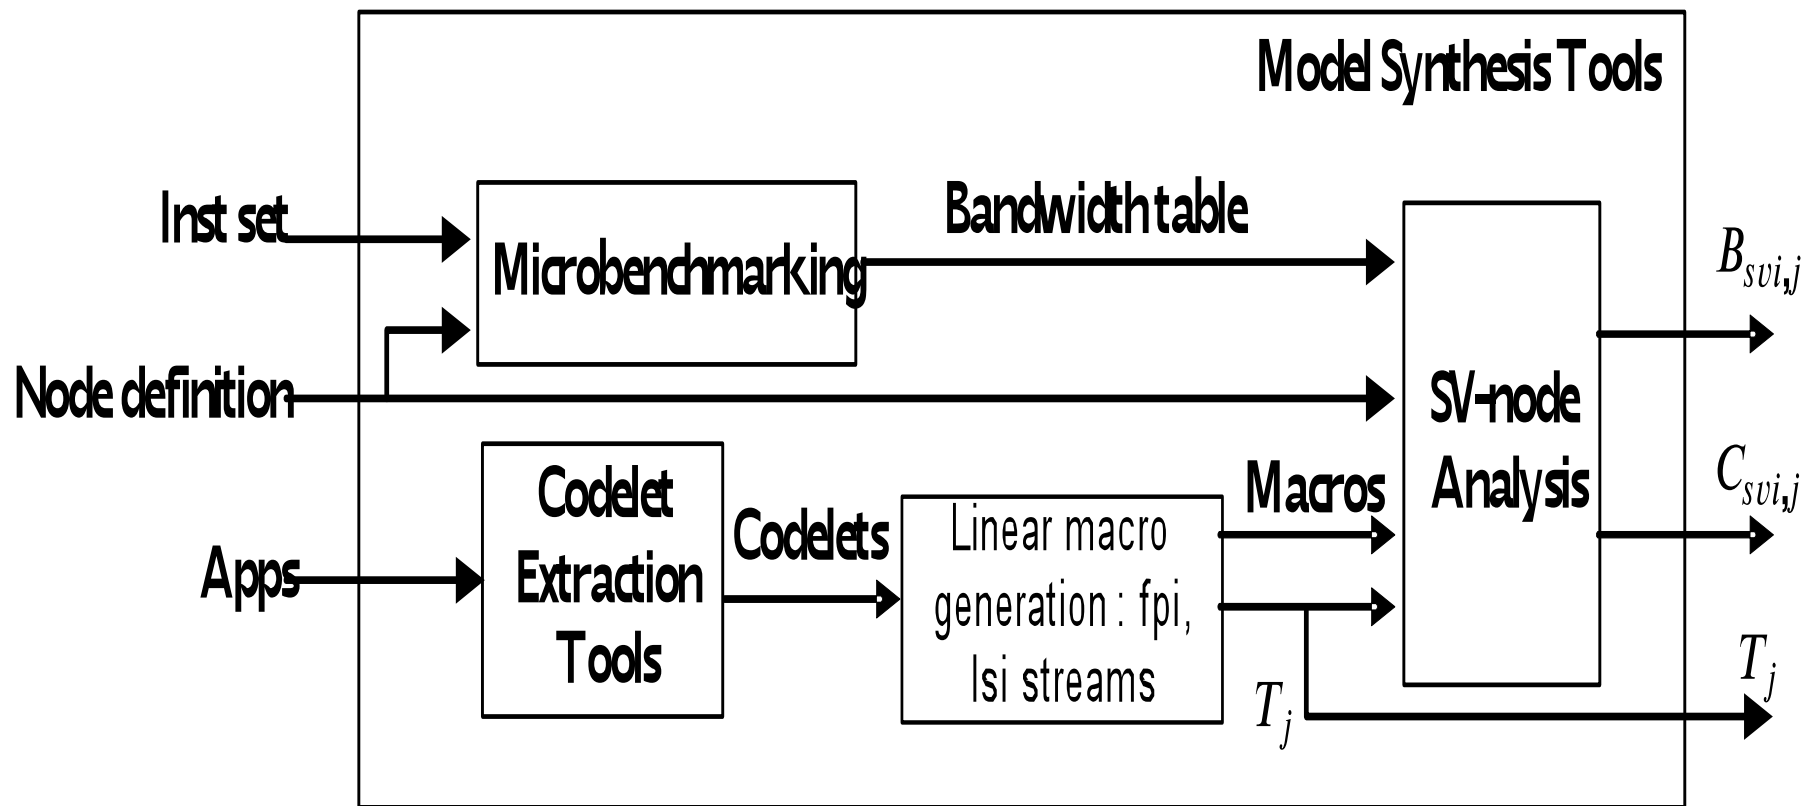 Model Synthesis Tools
Inst set
Bandwidth table
Microbenchmarking
B_{svi,j}
Node definition
SV-node
Analysis
C_{svi,j}
Codelet
Extraction
Tools
Macros
Codelets
Linear macro
generation : fpi,
lsi streams
Apps
T_j
T_j